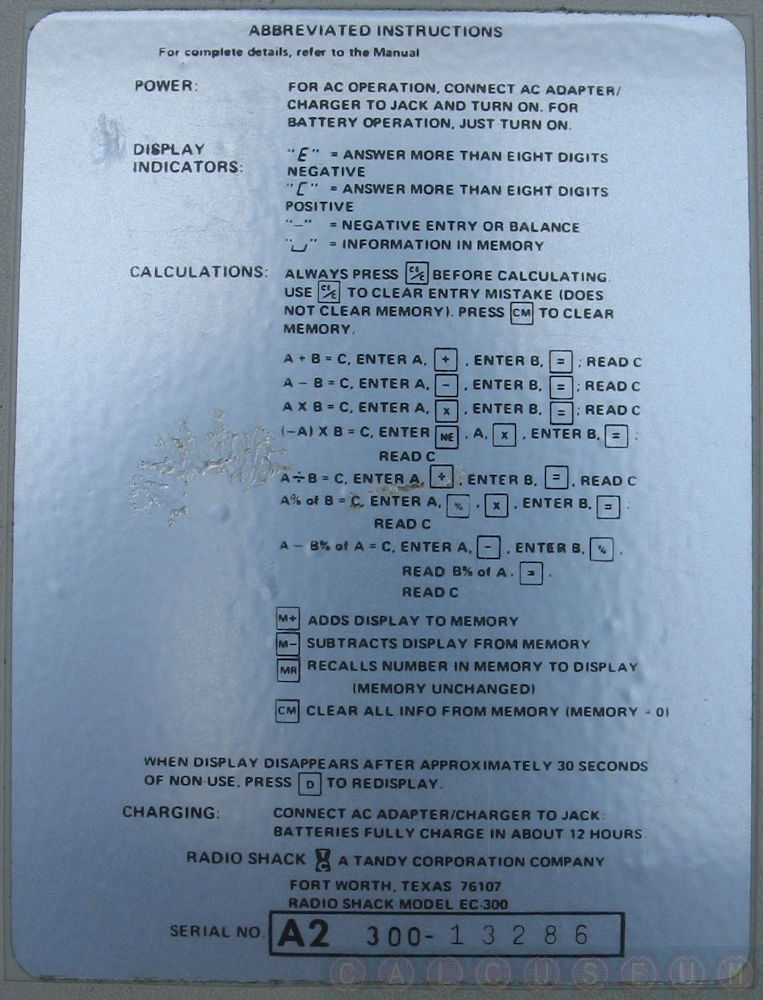 ABBREVIATED INSTRUCTIONS
For complete details, refer to the Manual
POWER: FOR AC OPERATION, CONNECT AC ADAPTER/
CHARGER TO JACK AND TURN ON. FOR
BATTERY OPERATION, JUST TURN ON.
DISPLAY INDICATORS: "E" = ANSWER MORE THAN EIGHT DIGITS
NEGATIVE
"[" = ANSWER MORE THAN EIGHT DIGITS
POSITIVE
"–" = NEGATIVE ENTRY OR BALANCE
"⎵" = INFORMATION IN MEMORY
CALCULATIONS: ALWAYS PRESS CE/C BEFORE CALCULATING.
USE CE/C TO CLEAR ENTRY MISTAKE (DOES
NOT CLEAR MEMORY). PRESS CM TO CLEAR
MEMORY.
A + B = C, ENTER A, + , ENTER B, = ; READ C
A – B = C, ENTER A, – , ENTER B, = ; READ C
A X B = C, ENTER A, X , ENTER B, = ; READ C
(–A) X B = C, ENTER NE , A, X , ENTER B, = ;
READ C
A ÷ B = C, ENTER A, ÷ , ENTER B, = , READ C
A% of B = C, ENTER A, % , X , ENTER B, = ;
READ C
A – B% of A = C, ENTER A, – , ENTER B, % ,
READ B% of A , = ,
READ C
M+ ADDS DISPLAY TO MEMORY
M– SUBTRACTS DISPLAY FROM MEMORY
MR RECALLS NUMBER IN MEMORY TO DISPLAY
(MEMORY UNCHANGED)
CM CLEAR ALL INFO FROM MEMORY (MEMORY = 0)
WHEN DISPLAY DISAPPEARS AFTER APPROXIMATELY 30 SECONDS
OF NON-USE, PRESS D TO REDISPLAY.
CHARGING: CONNECT AC ADAPTER/CHARGER TO JACK.
BATTERIES FULLY CHARGE IN ABOUT 12 HOURS.
RADIO SHACK TC A TANDY CORPORATION COMPANY
FORT WORTH, TEXAS 76107
RADIO SHACK MODEL EC-300
SERIAL NO. A2 300-13286
CALCUSEUM